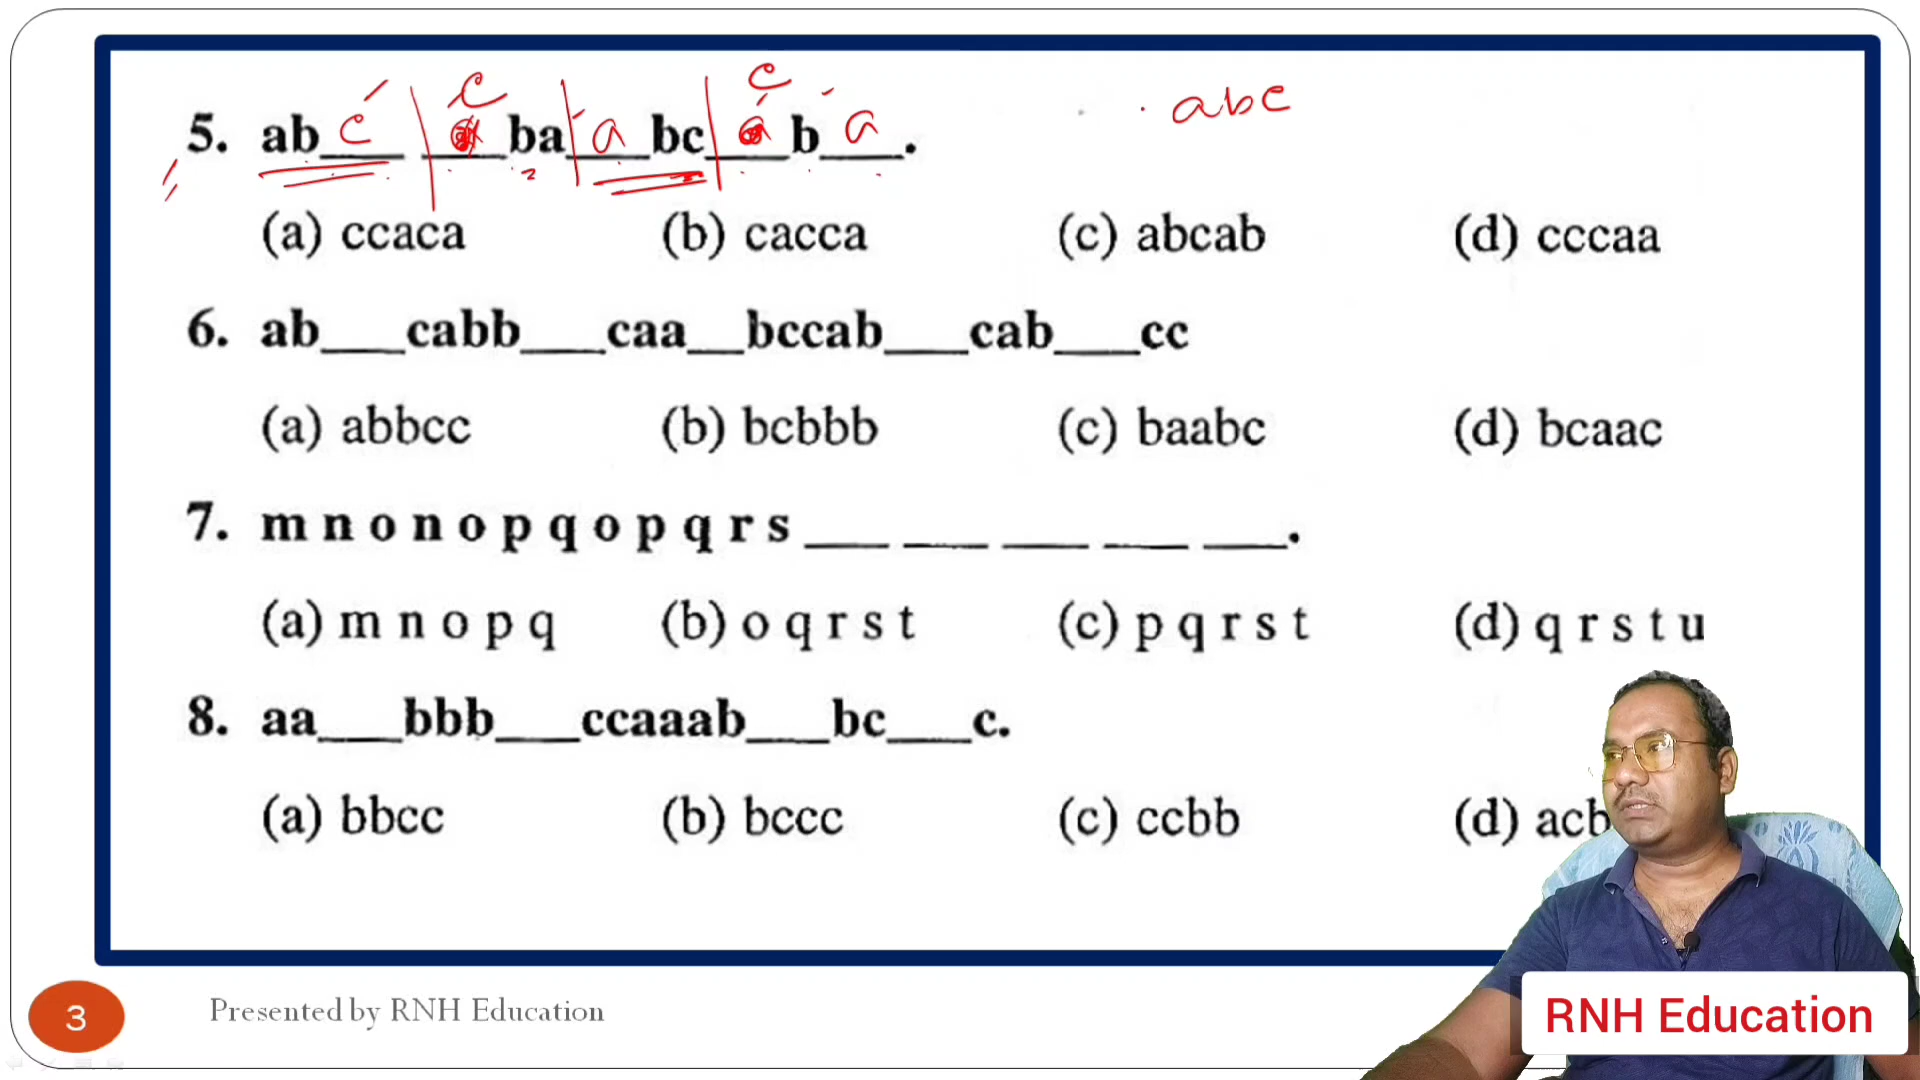 c c
5. ab___ ___ba___bc___b___.
c a a
abc
(a) ccaca (b) cacca (c) abcab (d) cccaa
6. ab___cabb___caa__bccab___cab___cc
(a) abbcc (b) bcbbb (c) baabc (d) bcaac
7. m n o n o p q o p q r s ___ ___ ___ ___ ___.
(a) m n o p q (b) o q r s t (c) p q r s t (d) q r s t u
8. aa___bbb___ccaaab___bc___c.
(a) bbcc (b) bccc (c) ccbb (d) acb
3 Presented by RNH Education
RNH Education